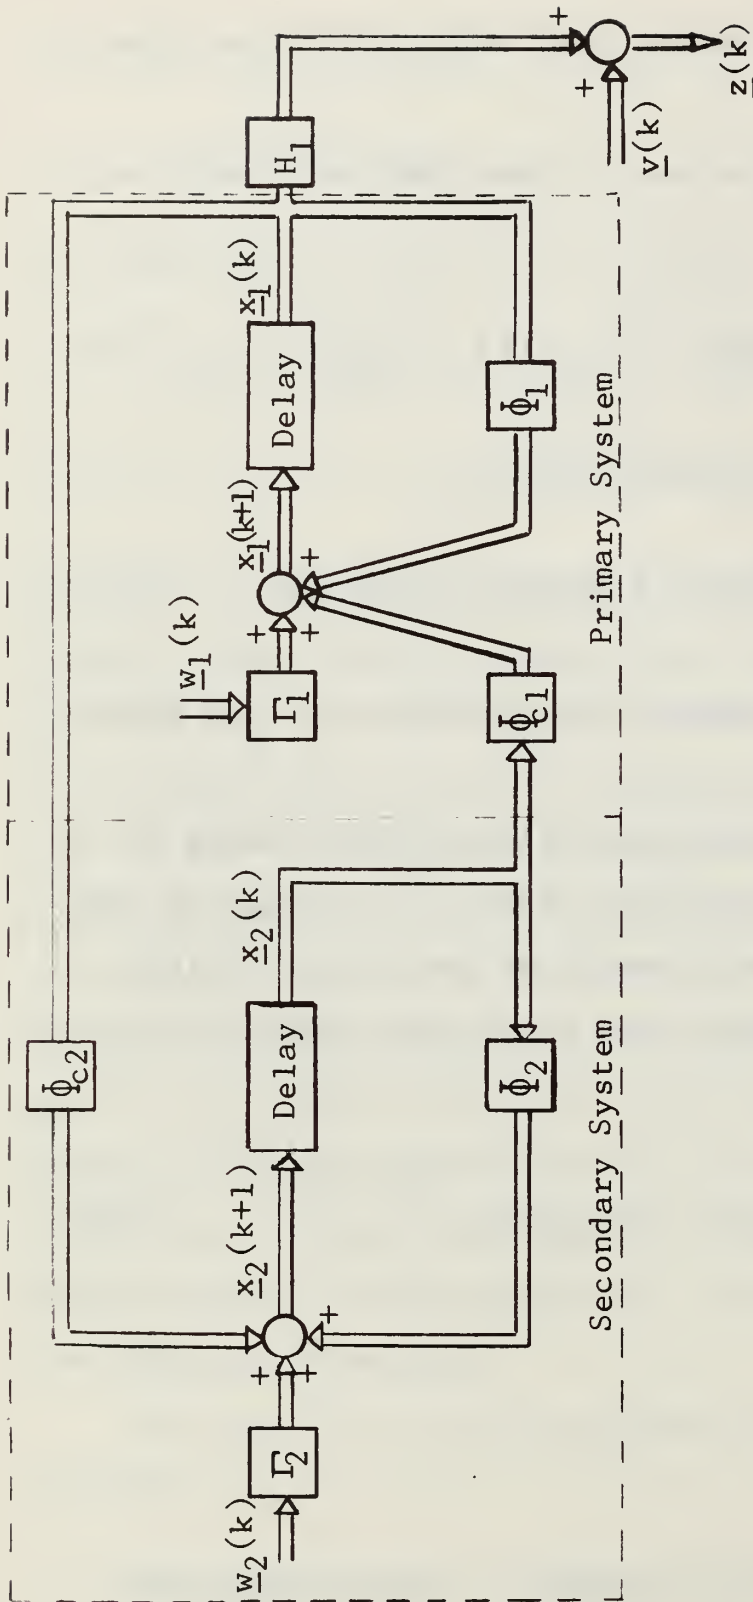 Φc2
w2(k)
Γ2
x2(k+1)
Delay
x2(k)
Φ2
Secondary System
w1(k)
Γ1
x1(k+1)
Delay
x1(k)
Φc1
Φ1
Primary System
H1
v(k)
z(k)
+
+
+
+
+
+
+
+
+